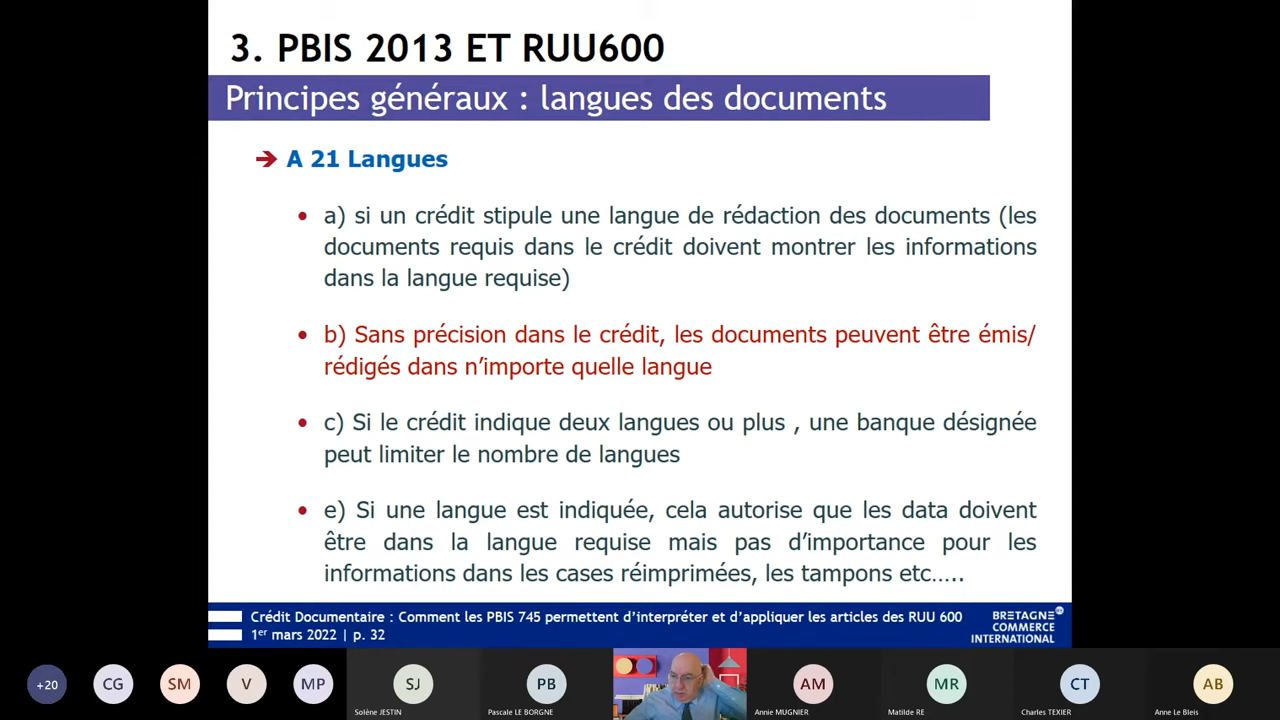 3. PBIS 2013 ET RUU600
Principes généraux : langues des documents
➔ A 21 Langues
• a) si un crédit stipule une langue de rédaction des documents (les
documents requis dans le crédit doivent montrer les informations
dans la langue requise)
• b) Sans précision dans le crédit, les documents peuvent être émis/
rédigés dans n’importe quelle langue
• c) Si le crédit indique deux langues ou plus , une banque désignée
peut limiter le nombre de langues
• e) Si une langue est indiquée, cela autorise que les data doivent
être dans la langue requise mais pas d’importance pour les
informations dans les cases réimprimées, les tampons etc…..
Crédit Documentaire : Comment les PBIS 745 permettent d’interpréter et d’appliquer les articles des RUU 600
1er mars 2022 | p. 32
BRETAGNE
COMMERCE
INTERNATIONAL
+20
CG
SM
V
MP
SJ
Solène JESTIN
PB
Pascale LE BORGNE
AM
Annie MUGNIER
MR
Matilde RE
CT
Charles TEXIER
AB
Anne Le Bleis